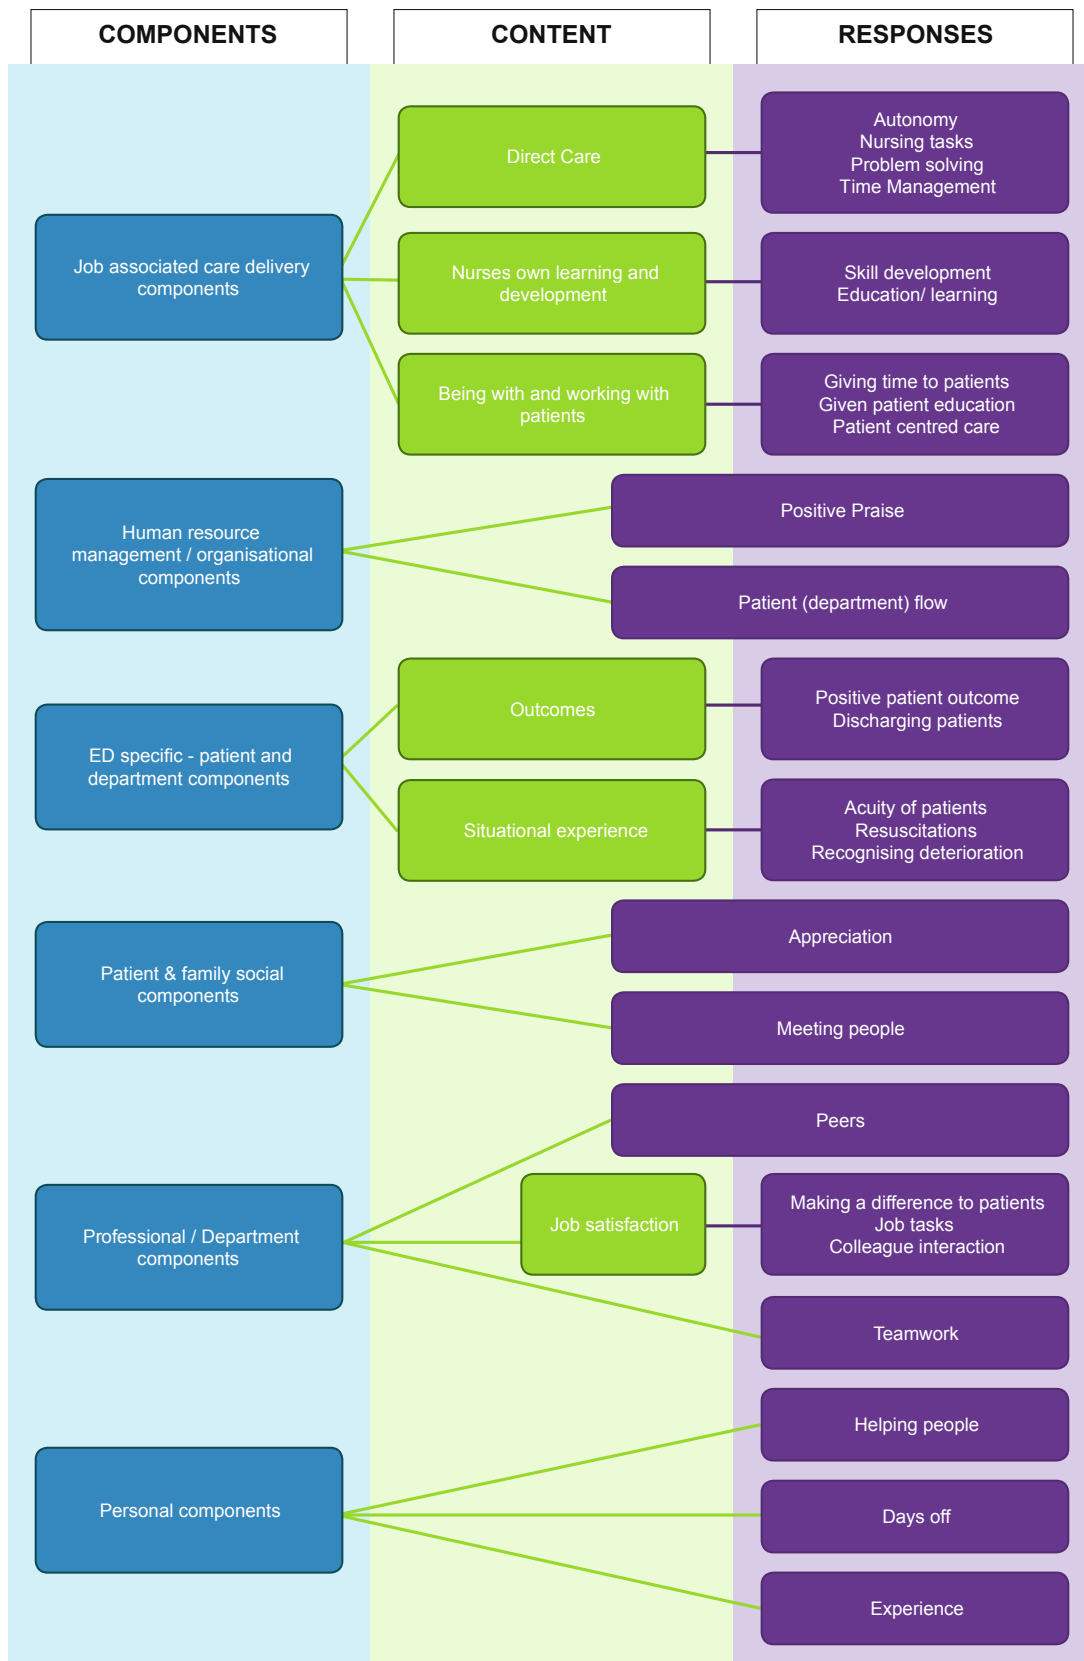 COMPONENTS
CONTENT
RESPONSES
Job associated care delivery
components
Direct Care
Autonomy
Nursing tasks
Problem solving
Time Management
Nurses own learning and
development
Skill development
Education/ learning
Being with and working with
patients
Giving time to patients
Given patient education
Patient centred care
Human resource
management / organisational
components
Positive Praise
Patient (department) flow
ED specific - patient and
department components
Outcomes
Positive patient outcome
Discharging patients
Situational experience
Acuity of patients
Resuscitations
Recognising deterioration
Patient & family social
components
Appreciation
Meeting people
Professional / Department
components
Peers
Job satisfaction
Making a difference to patients
Job tasks
Colleague interaction
Teamwork
Personal components
Helping people
Days off
Experience